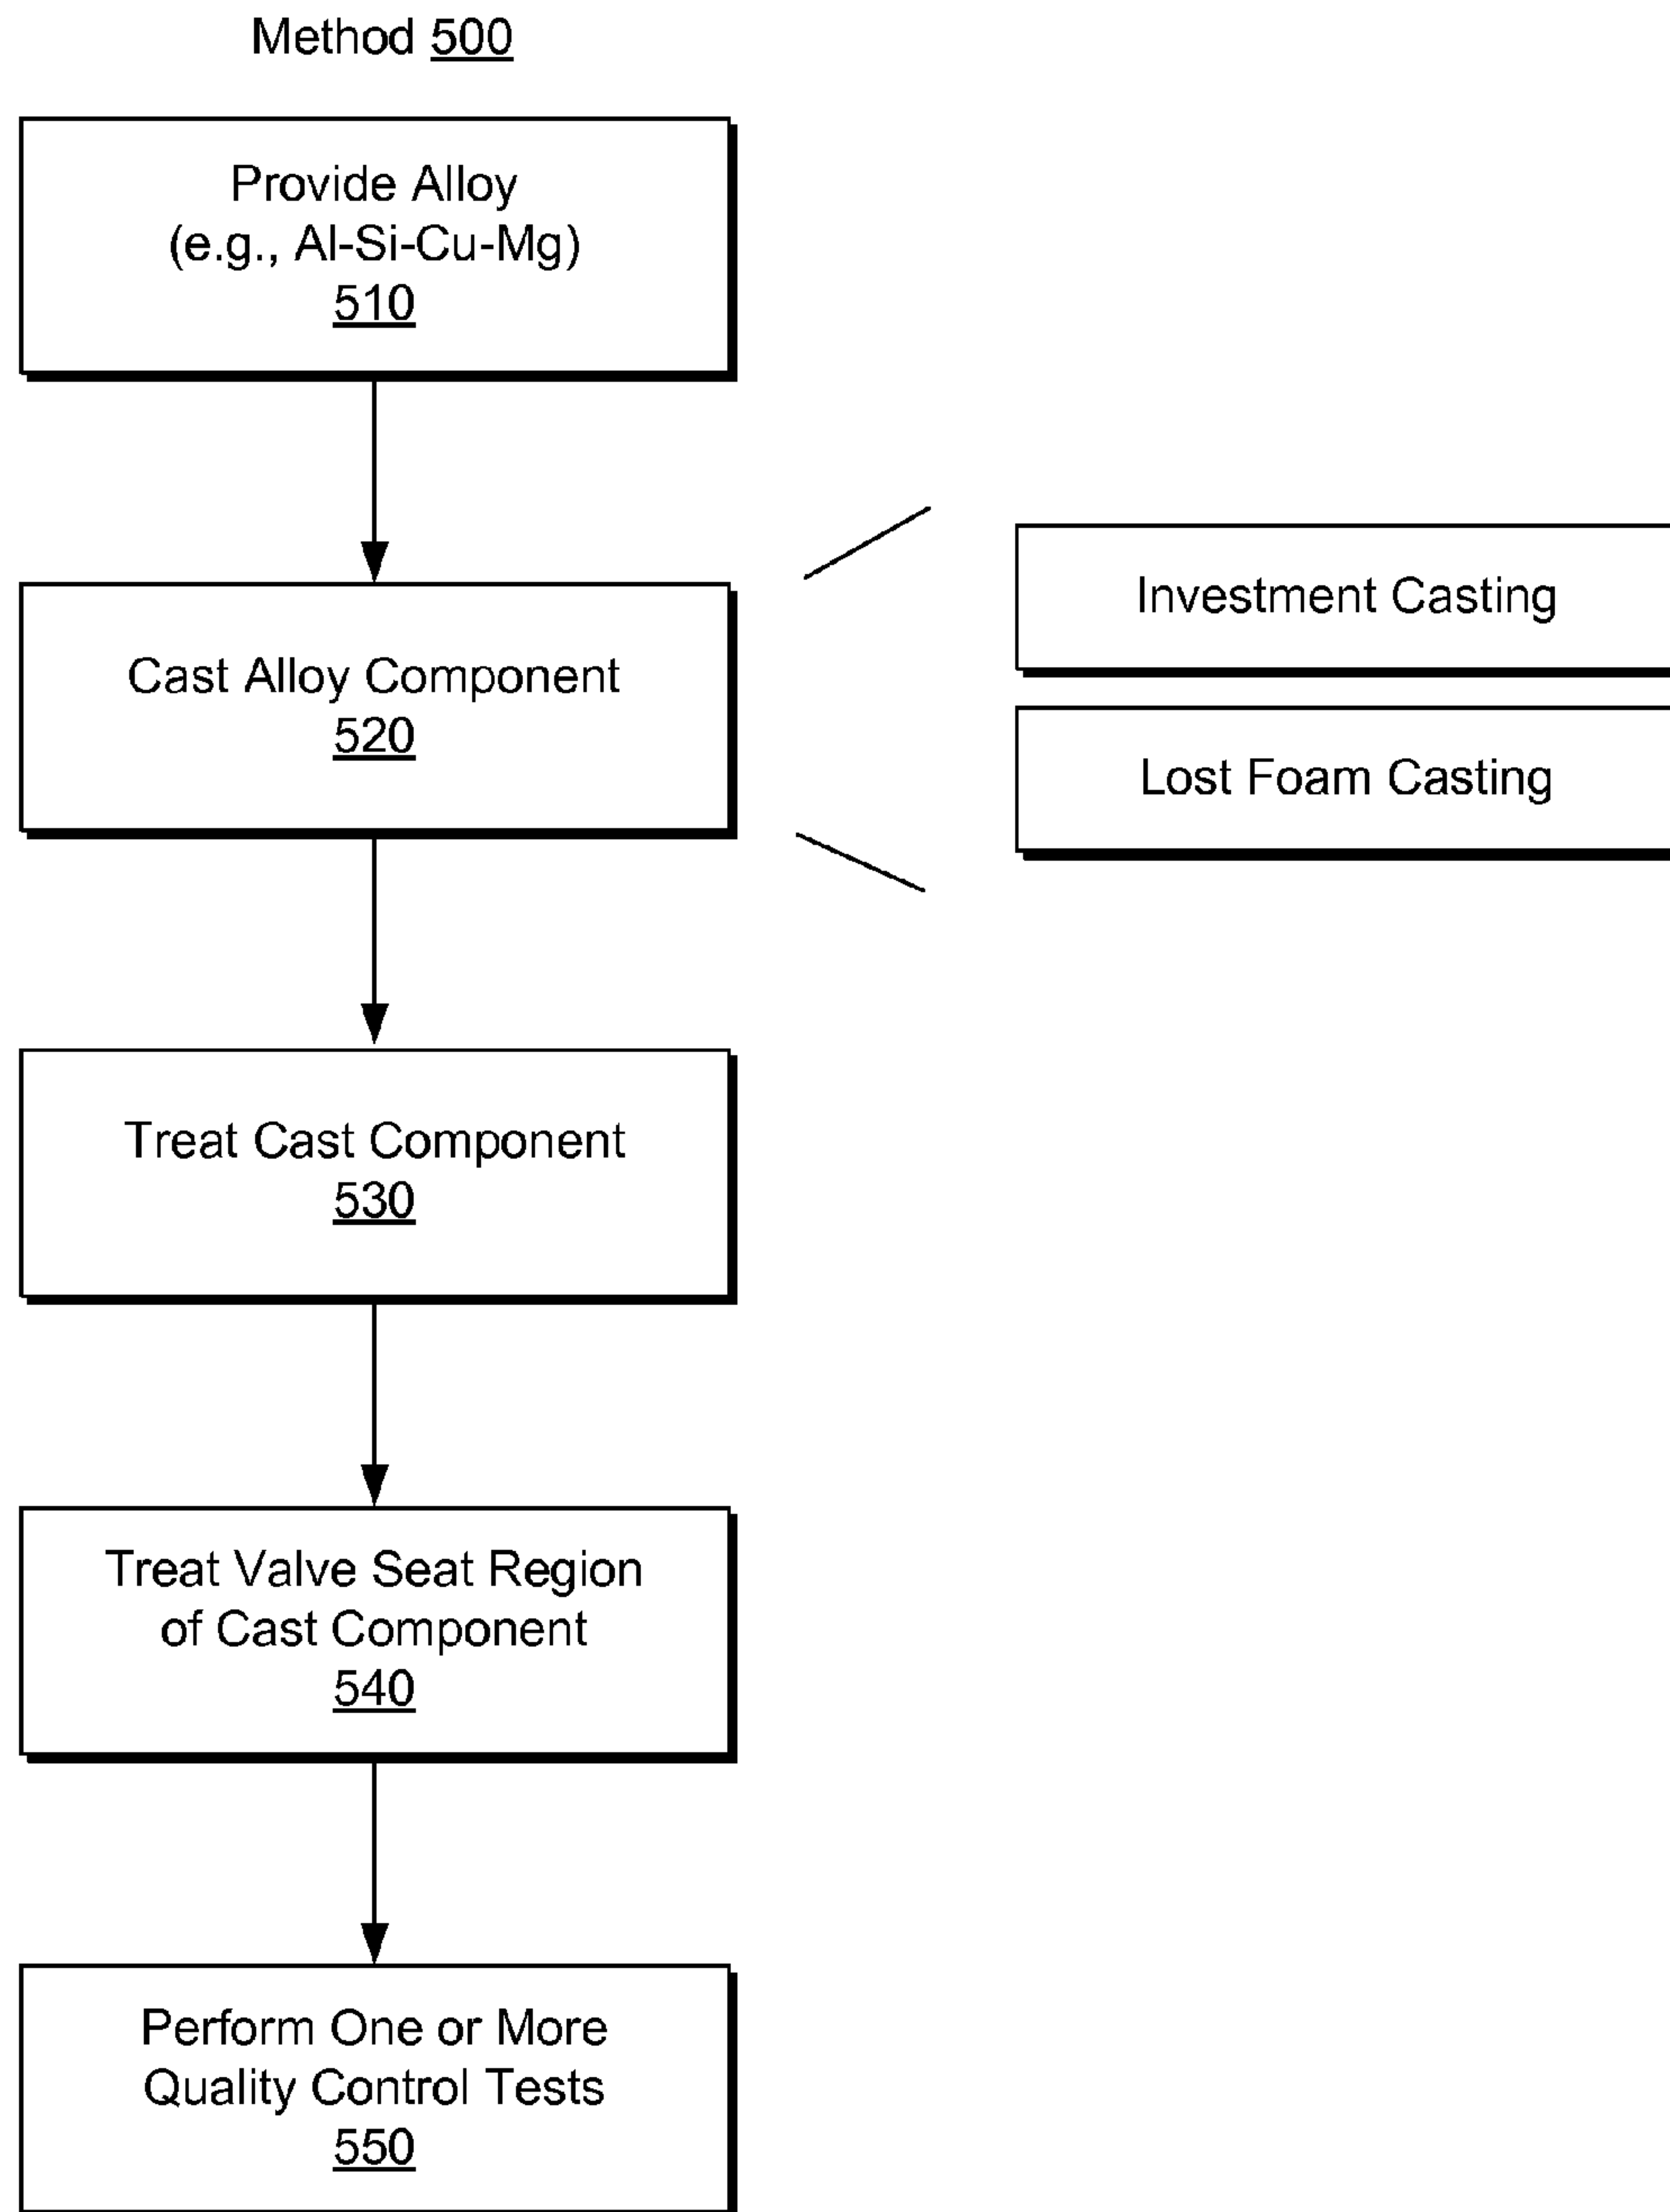 Method 500
Provide Alloy
(e.g., Al-Si-Cu-Mg)
510
Cast Alloy Component
520
Investment Casting
Lost Foam Casting
Treat Cast Component
530
Treat Valve Seat Region
of Cast Component
540
Perform One or More
Quality Control Tests
550